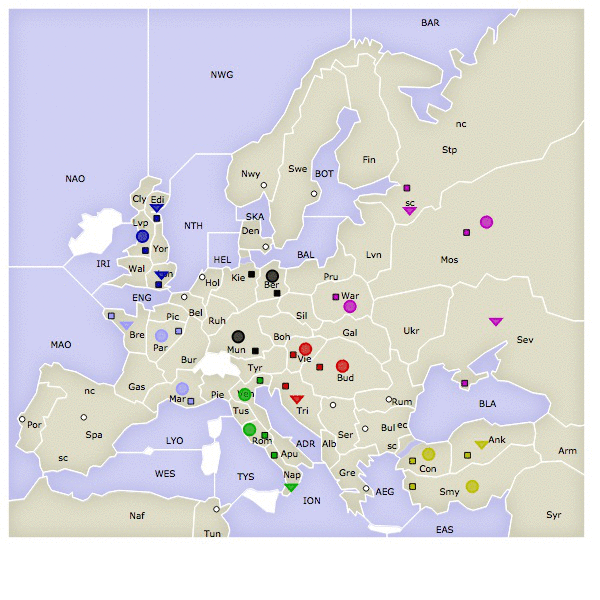 BAR
NWG
nc
Stp
Fin
Nwy
Swe
BOT
NAO
Cly
Edi
sc
SKA
Lvp
NTH
Den
Yor
Lvn
Mos
IRI
Wal
HEL
BAL
Kie
Pru
Hol
Ber
War
ENG
Bel
Sil
Pic
Ruh
Ukr
Bre
Gal
Sev
MAO
Par
Boh
Mun
Bur
Vie
Tyr
Bud
nc
Gas
Mar
Pie
Ven
Rum
BLA
Tus
Tri
Por
Spa
Ser
Bul
ec
LYO
Rom
ADR
Alb
sc
Ank
Arm
sc
Apu
Con
WES
TYS
Nap
Gre
Smy
ION
AEG
Naf
Tun
EAS
Syr